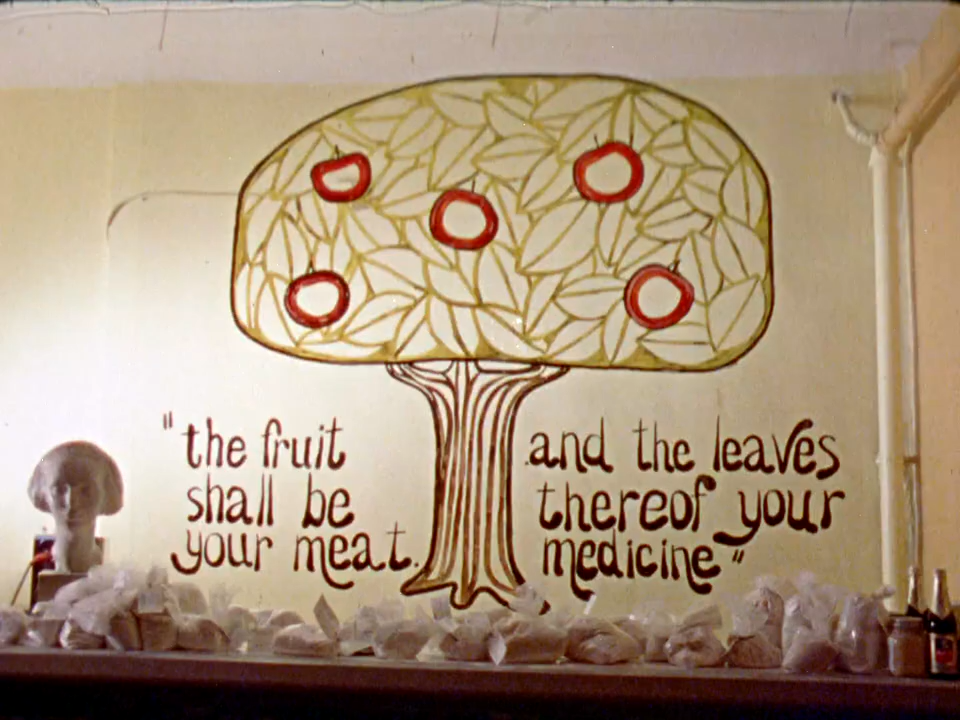 "the fruit
shall be
your meat.
and the leaves
thereof your
medicine"